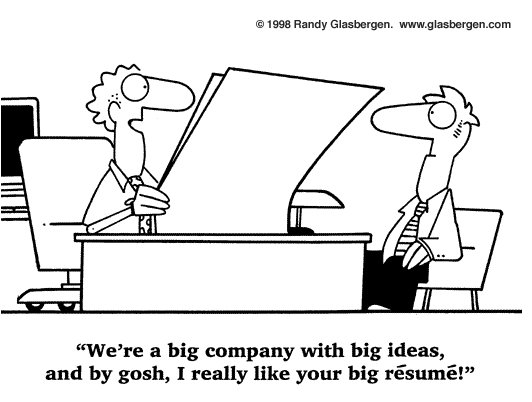 © 1998 Randy Glasbergen. www.glasbergen.com
“We’re a big company with big ideas,
and by gosh, I really like your big résumé!”